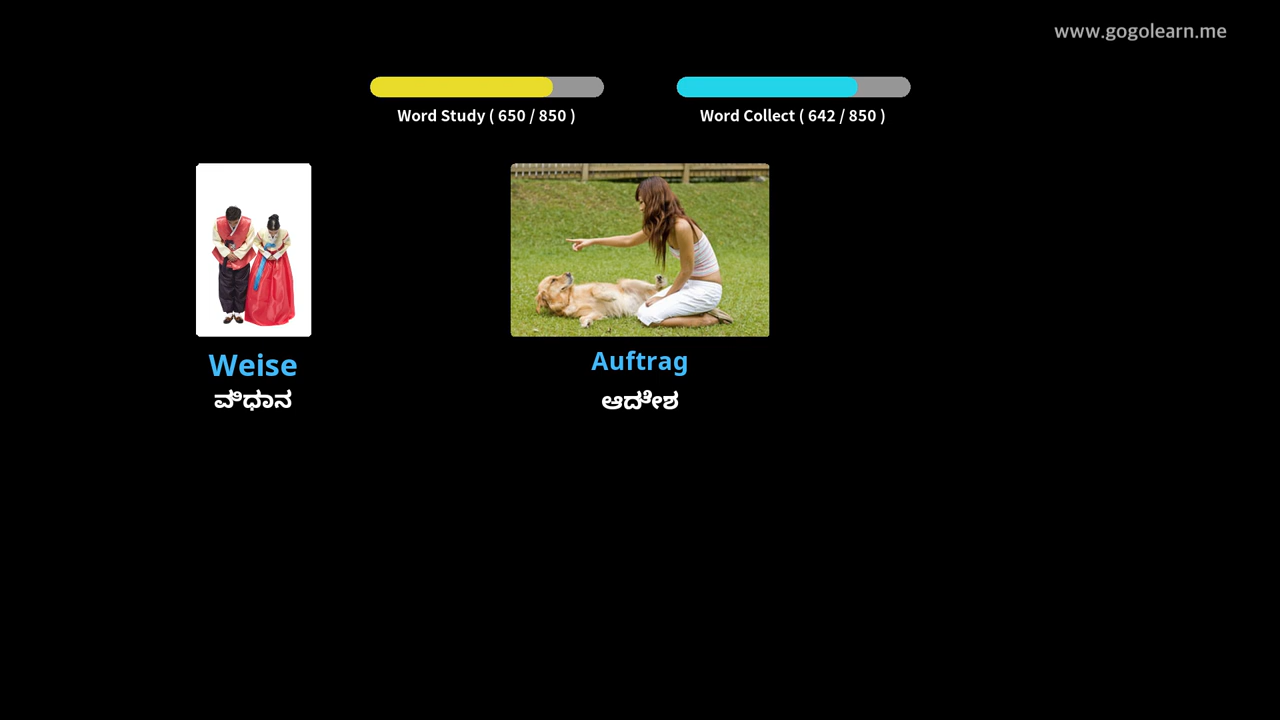 www.gogolearn.me
Word Study ( 650 / 850 )
Word Collect ( 642 / 850 )
Weise
ವಿಧಾನ
Auftrag
ಆದೇಶ